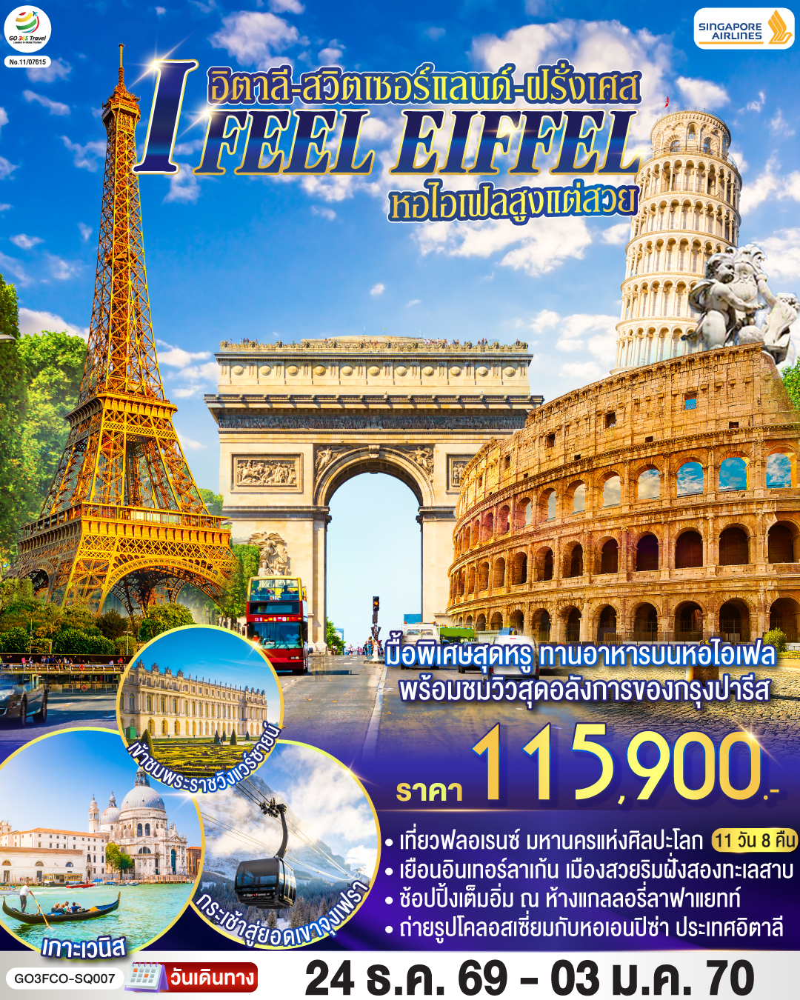 GO 365 Travel
Leaders in Global Tourism
No.11/07615
SINGAPORE
AIRLINES
อิตาลี-สวิตเซอร์แลนด์-ฝรั่งเศส
I FEEL EIFFEL
หอไอเฟลสูงแต่สวย
มื้อพิเศษสุดหรู ทานอาหารบนหอไอเฟล
พร้อมชมวิวสุดอลังการของกรุงปารีส
ราคา 115,900.-
เข้าชมพระราชวังแวร์ซายน์
เกาะเวนิส
กระเช้าสู่ยอดเขาจุงเฟรา
• เที่ยวฟลอเรนซ์ มหานครแห่งศิลปะโลก 11 วัน 8 คืน
• เยือนอินเทอร์ลาเก้น เมืองสวยริมฝั่งสองทะเลสาบ
• ช้อปปิ้งเต็มอิ่ม ณ ห้างแกลลอรี่ลาฟาแยทท์
• ถ่ายรูปโคลอสเซี่ยมกับหอเอนปิซ่า ประเทศอิตาลี
GO3FCO-SQ007
วันเดินทาง
24 ธ.ค. 69 - 03 ม.ค. 70